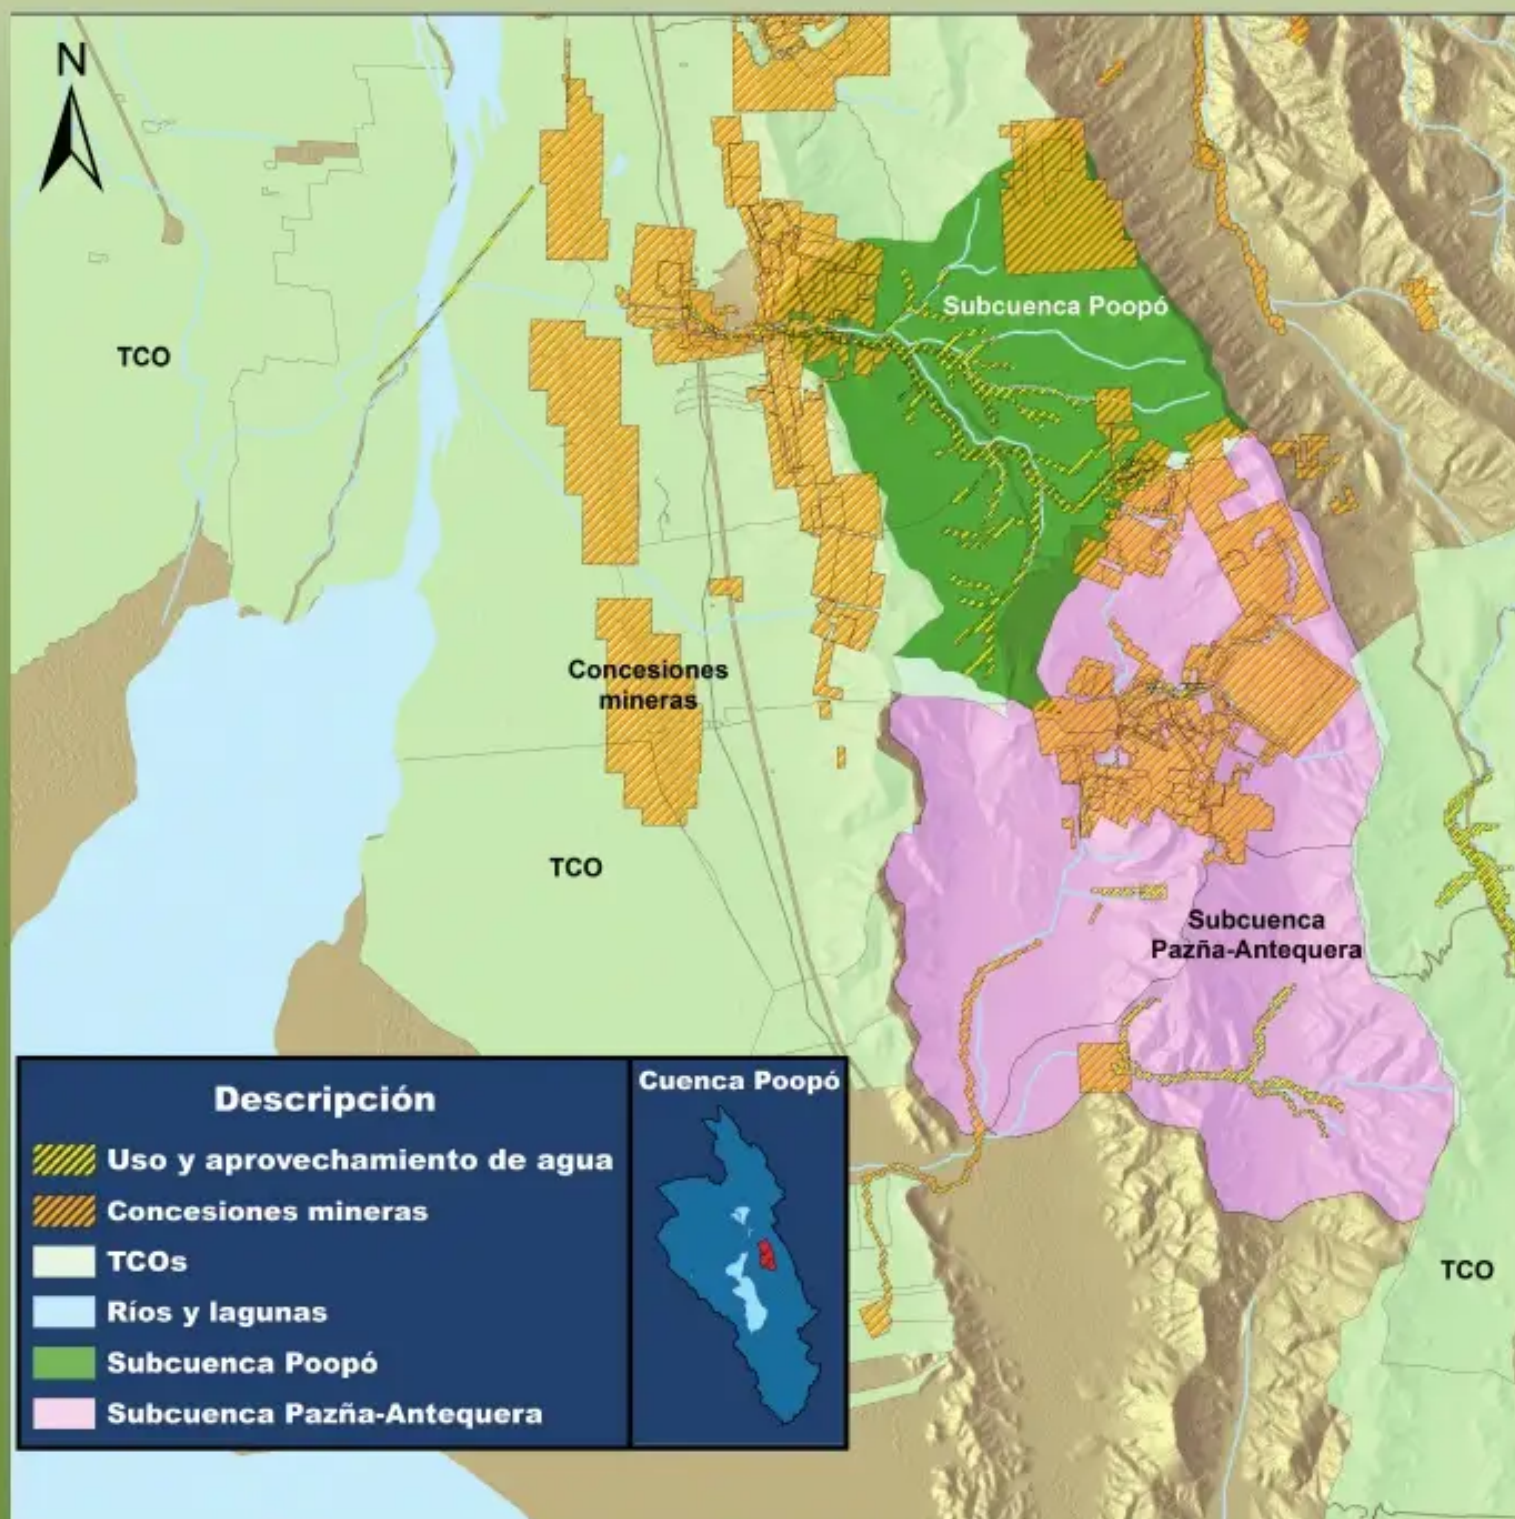 N
Subcuenca Poopó
TCO
Concesiones
mineras
TCO
Subcuenca
Pazña-Antequera
TCO
Descripción
Uso y aprovechamiento de agua
Concesiones mineras
TCOs
Ríos y lagunas
Subcuenca Poopó
Subcuenca Pazña-Antequera
Cuenca Poopó